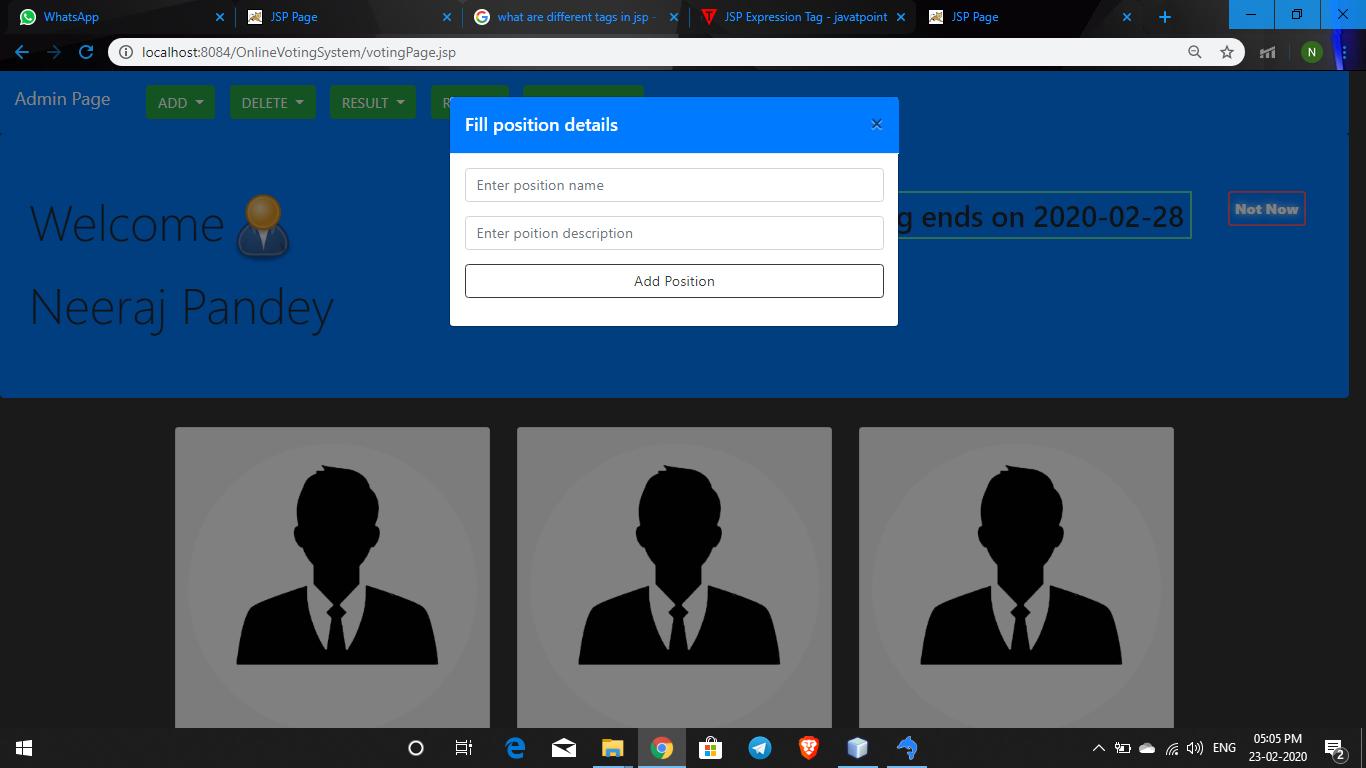 WhatsApp
JSP Page
what are different tags in jsp -
JSP Expression Tag - javatpoint
JSP Page
localhost:8084/OnlineVotingSystem/votingPage.jsp
N
Admin Page
ADD
DELETE
RESULT
R
Fill position details
Enter position name
Enter poition description
Add Position
Welcome
g ends on 2020-02-28
Not Now
Neeraj Pandey
ENG
05:05 PM
23-02-2020
2